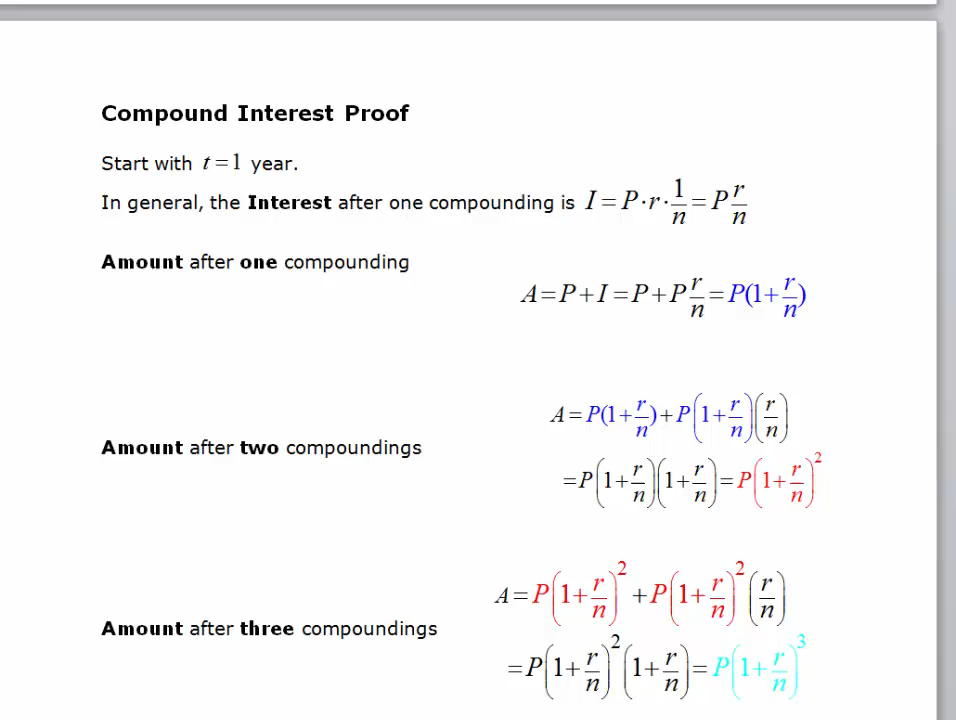 Compound Interest Proof
Start with t = 1 year.
In general, the Interest after one compounding is I = P · r · 1/n = P r/n
Amount after one compounding
A = P + I = P + P r/n = P(1 + r/n)
A = P(1 + r/n) + P(1 + r/n)(r/n)
Amount after two compoundings
= P(1 + r/n)(1 + r/n) = P(1 + r/n)²
A = P(1 + r/n)² + P(1 + r/n)² (r/n)
Amount after three compoundings
= P(1 + r/n)² (1 + r/n) = P(1 + r/n)³